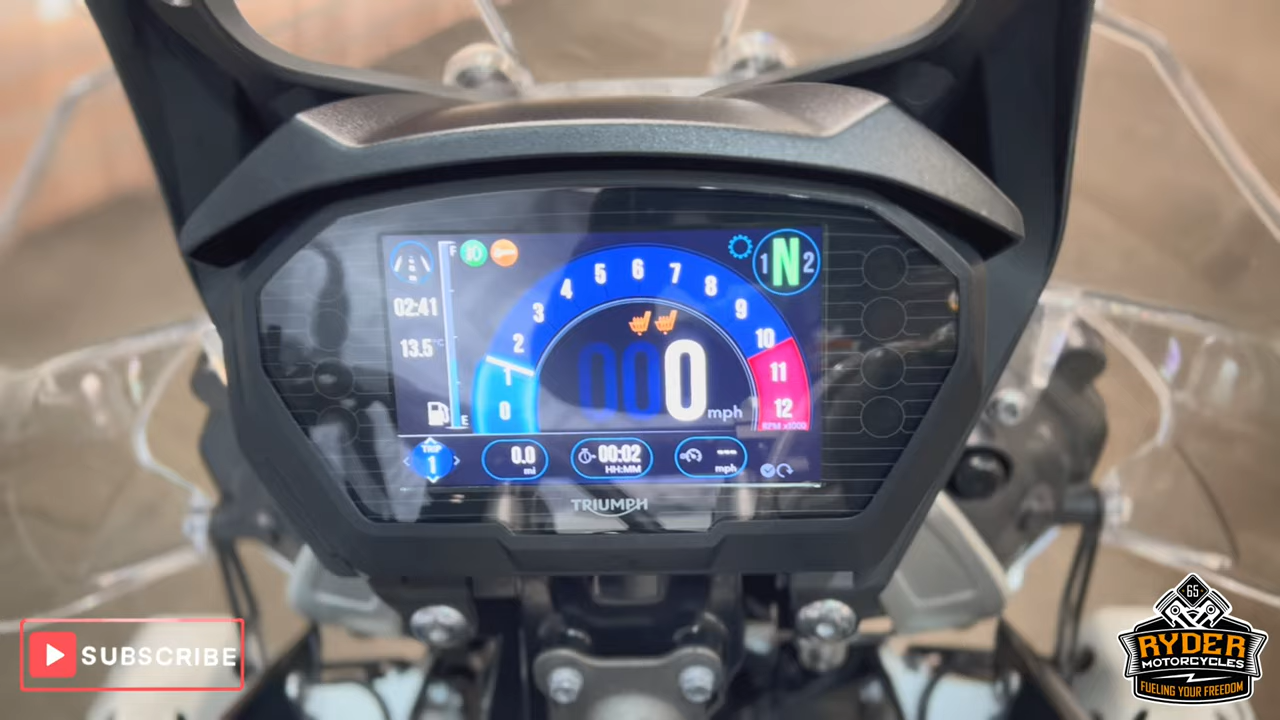 F
1 N 2
02:41
13.5°C
0 1 2 3 4 5 6 7 8 9 10 11 12
RPM x1000
000
mph
E
TRIP
1
0.0
mi
00:02
HH:MM
---
mph
TRIUMPH
SUBSCRIBE
65
RYDER
MOTORCYCLES
FUELING YOUR FREEDOM